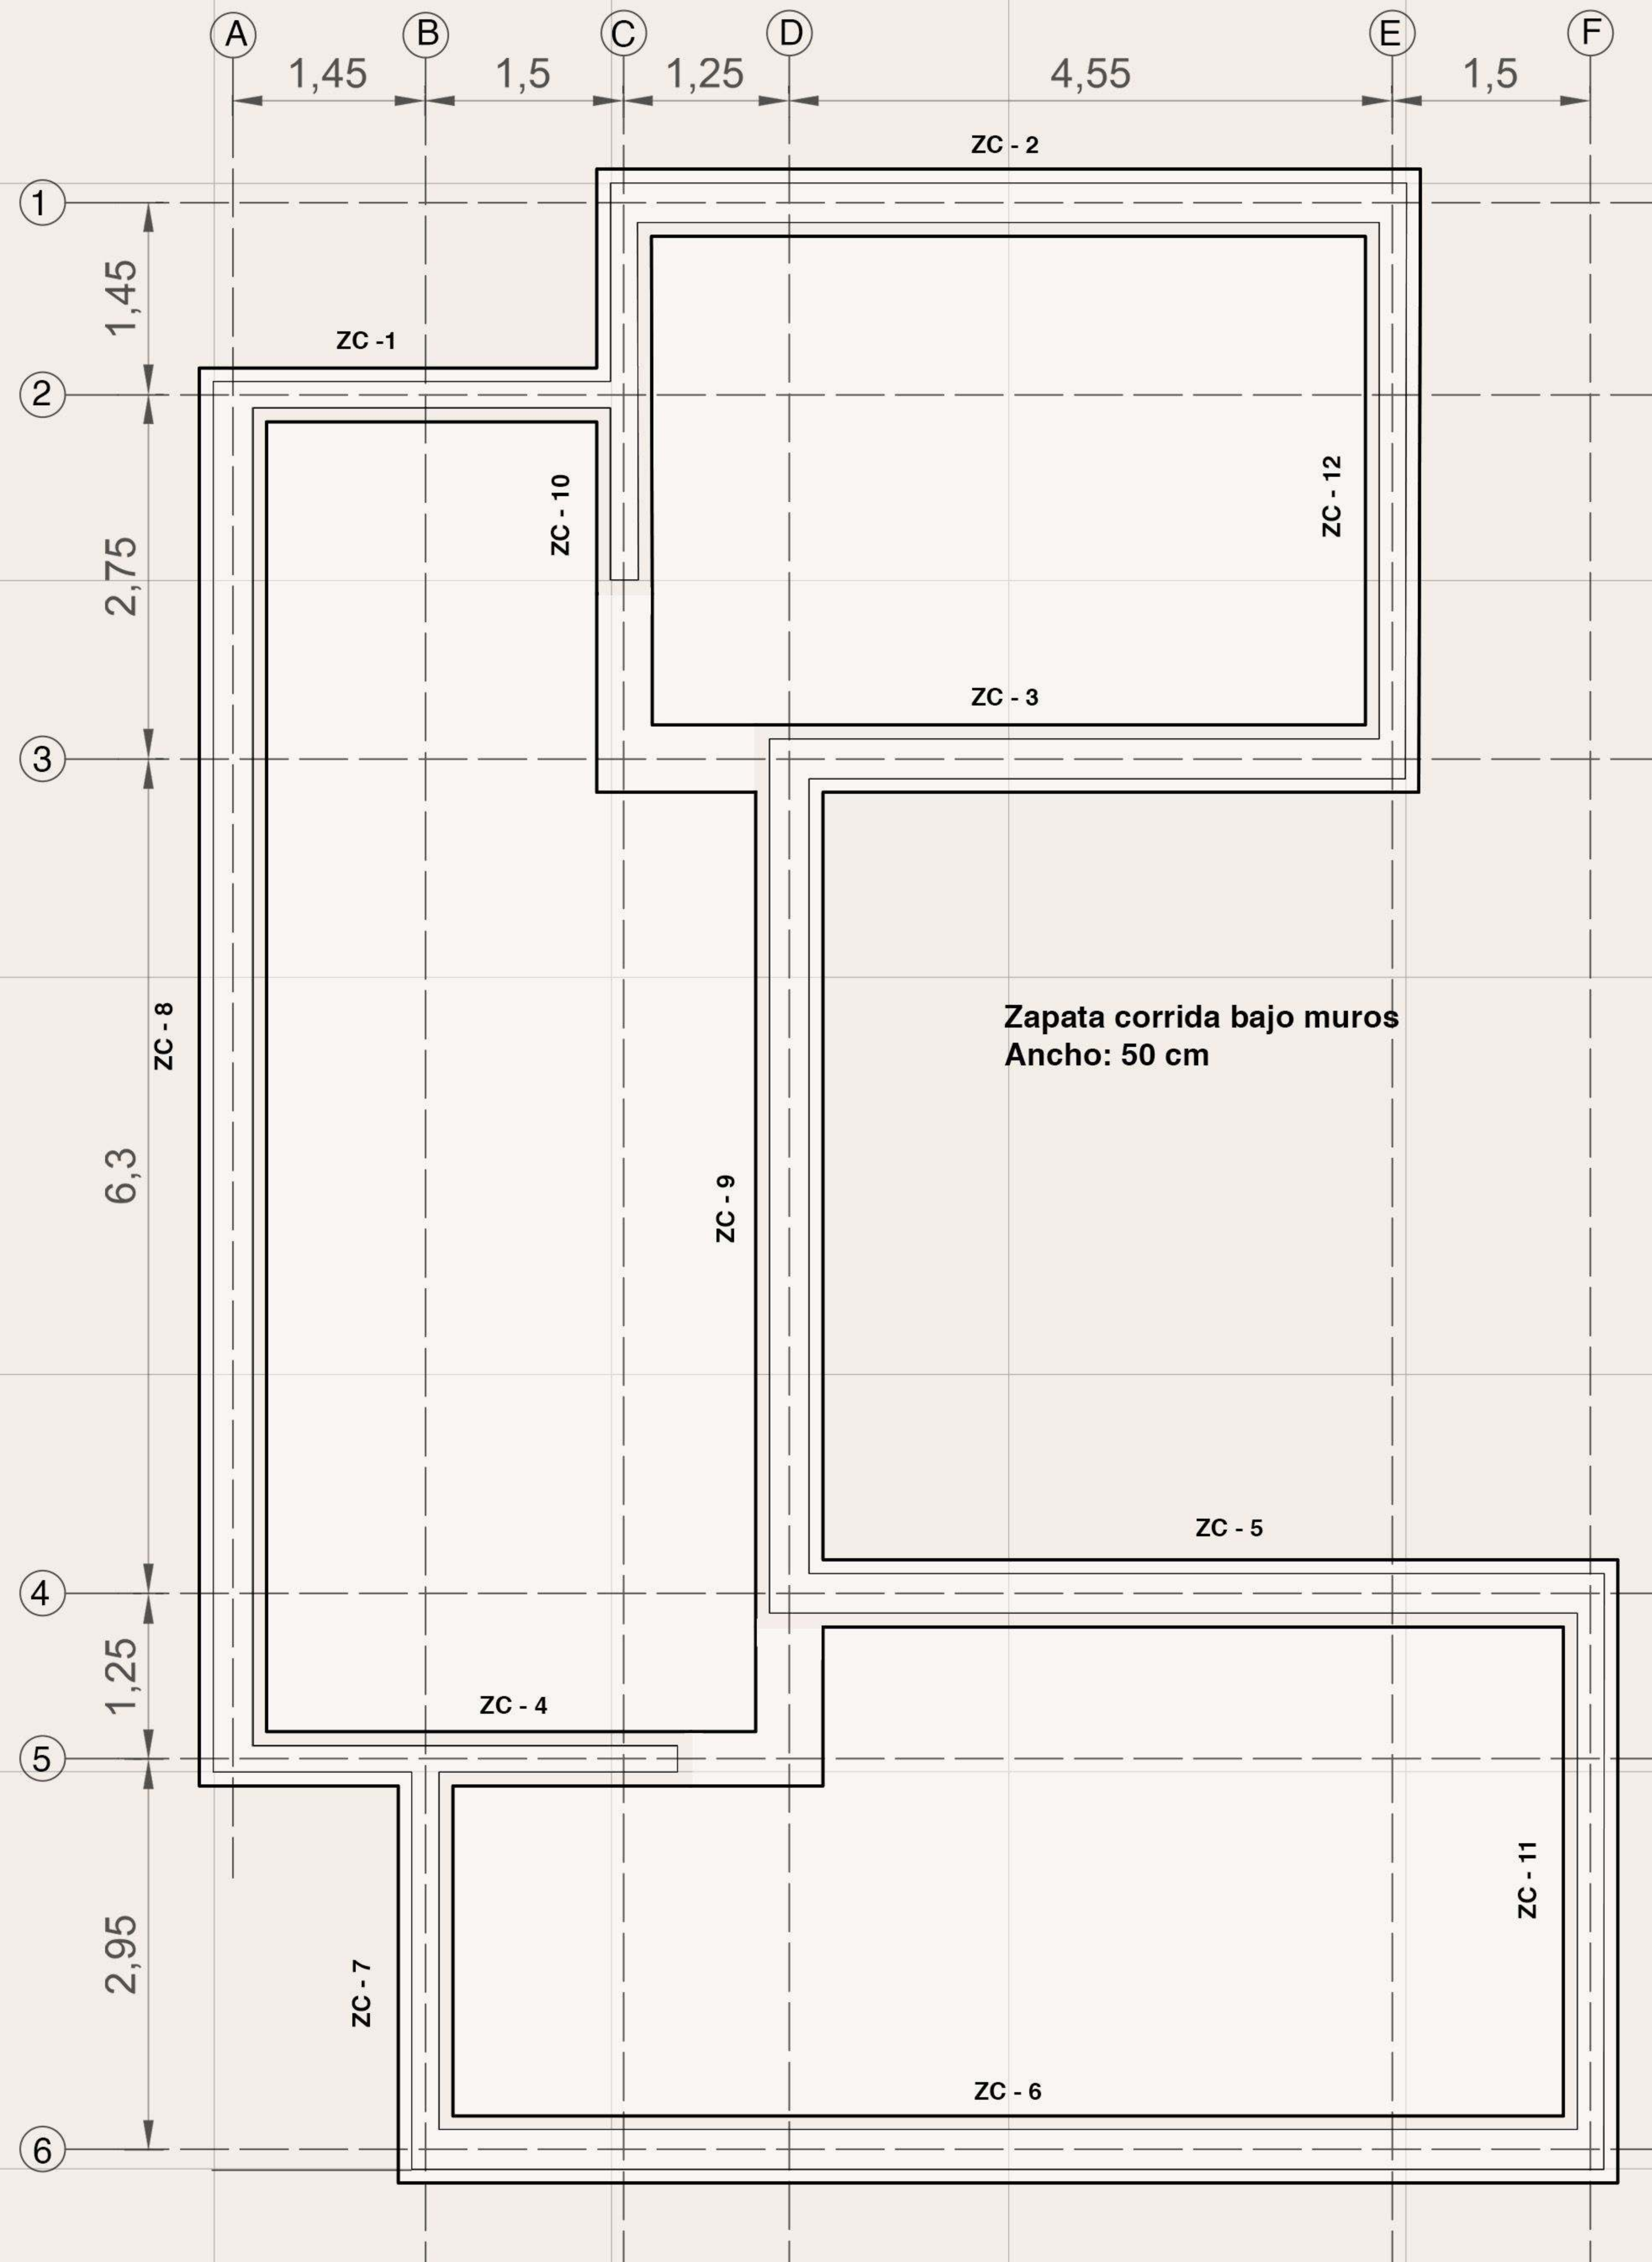 A
B
C
D
E
F
1,45
1,5
1,25
4,55
1,5
ZC - 2
1
1,45
ZC -1
2
ZC - 10
ZC - 12
2,75
ZC - 3
3
Zapata corrida bajo muros
Ancho: 50 cm
ZC - 8
6,3
ZC - 9
ZC - 5
4
1,25
ZC - 4
5
ZC - 11
2,95
ZC - 7
ZC - 6
6